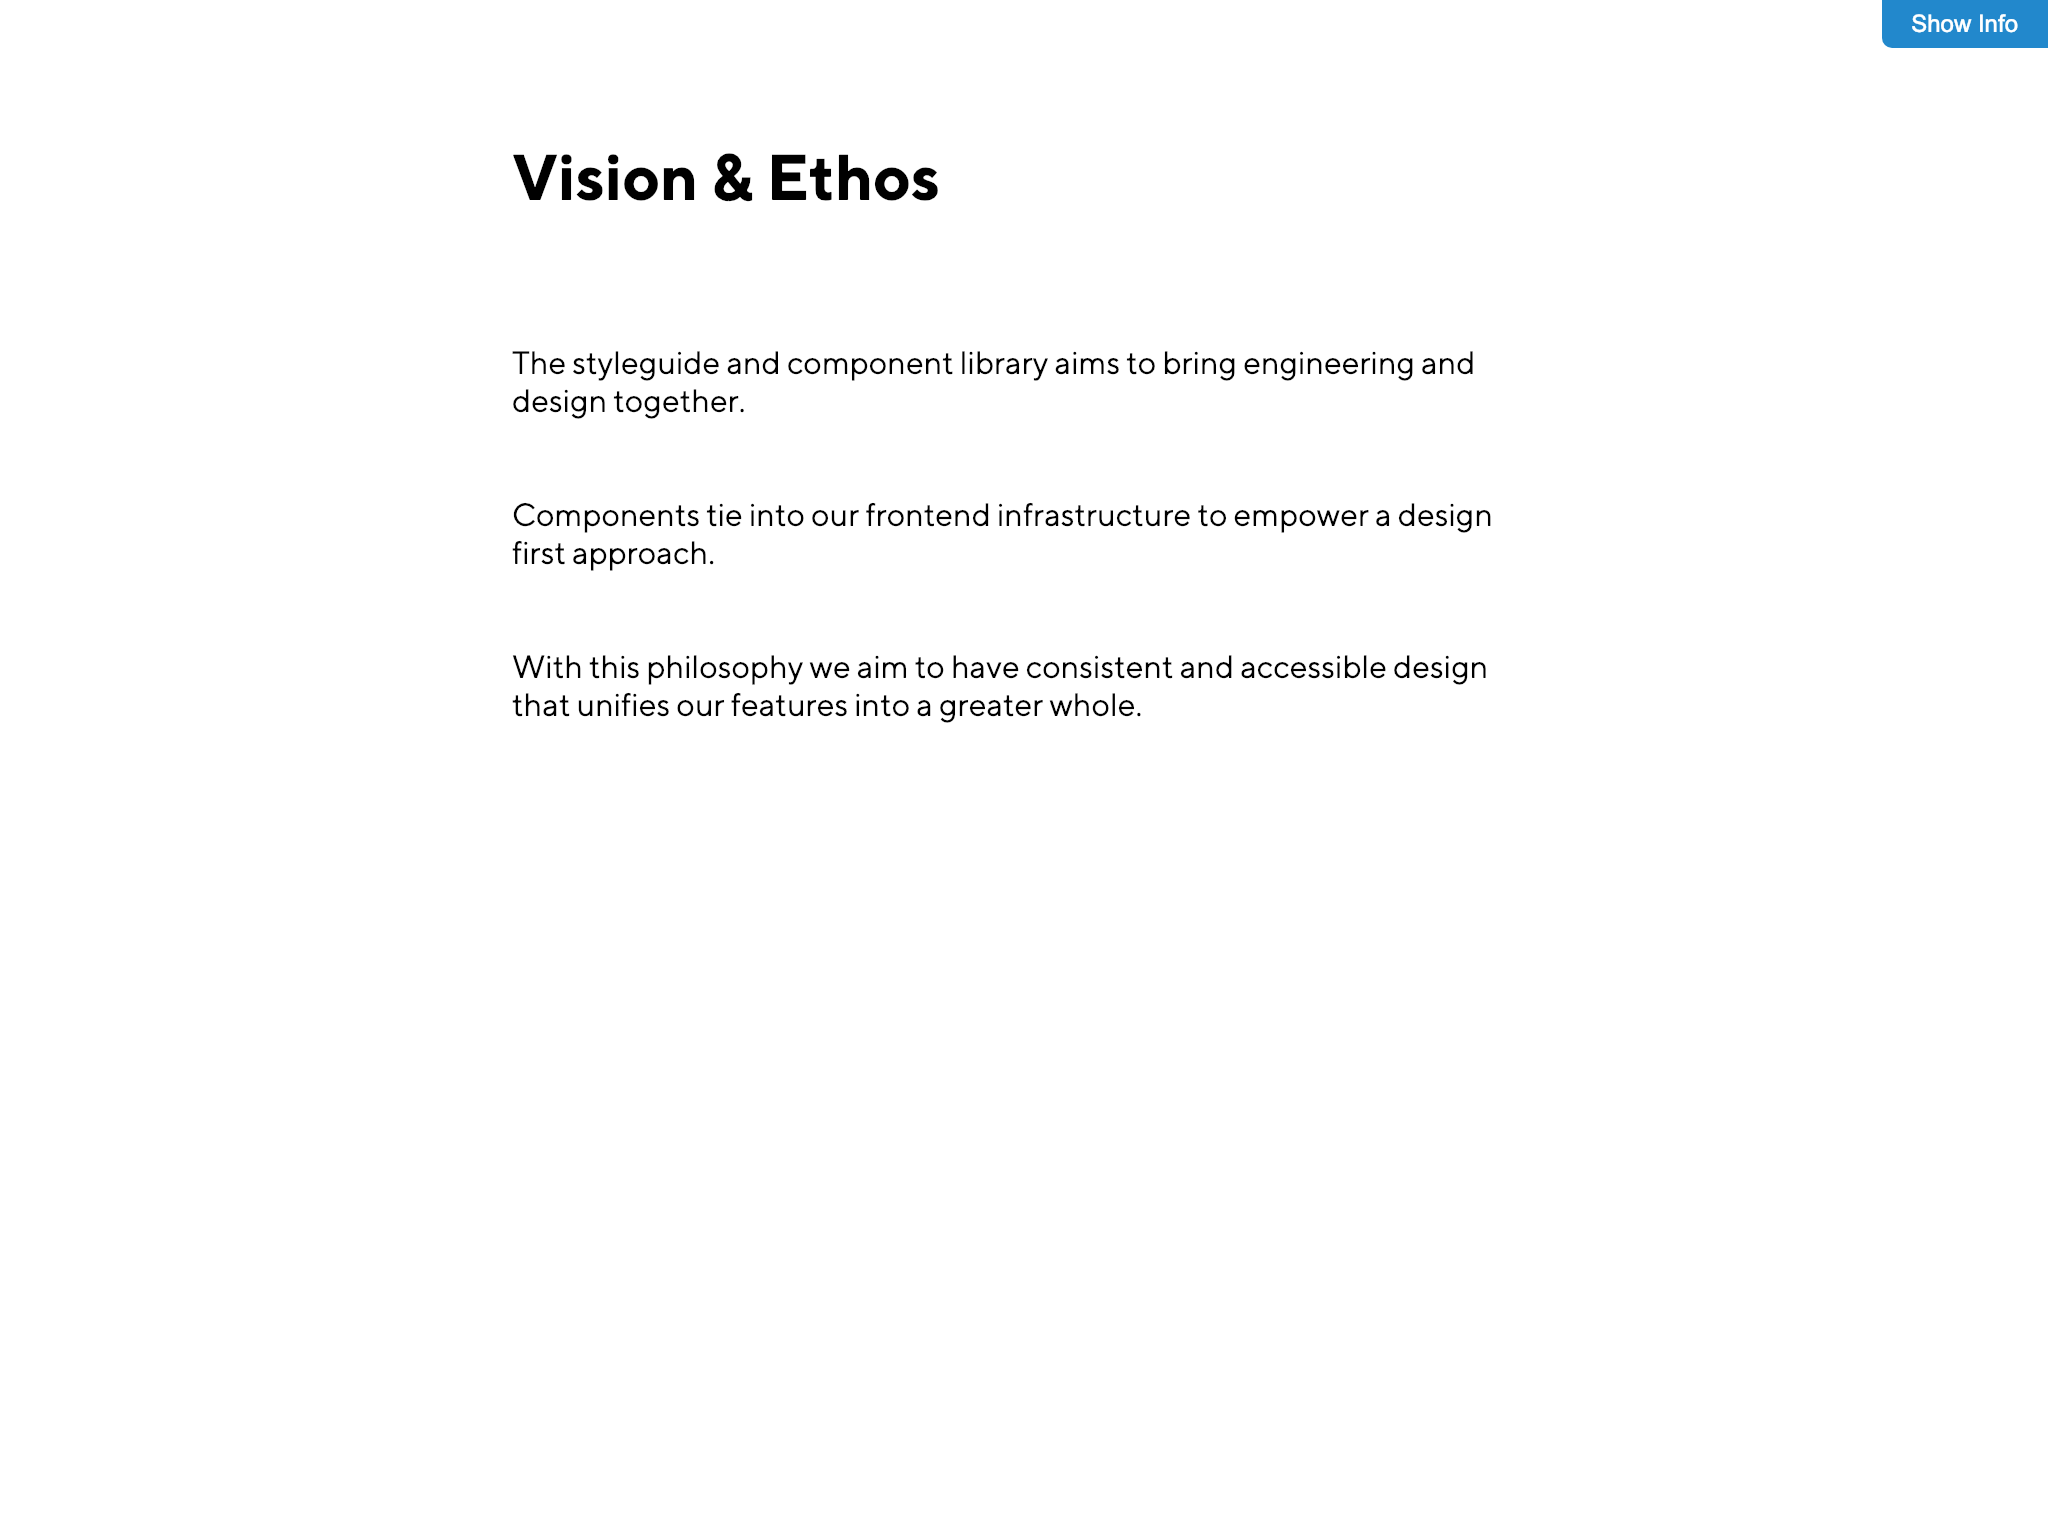 Show Info
Vision & Ethos
The styleguide and component library aims to bring engineering and
design together.
Components tie into our frontend infrastructure to empower a design
first approach.
With this philosophy we aim to have consistent and accessible design
that unifies our features into a greater whole.